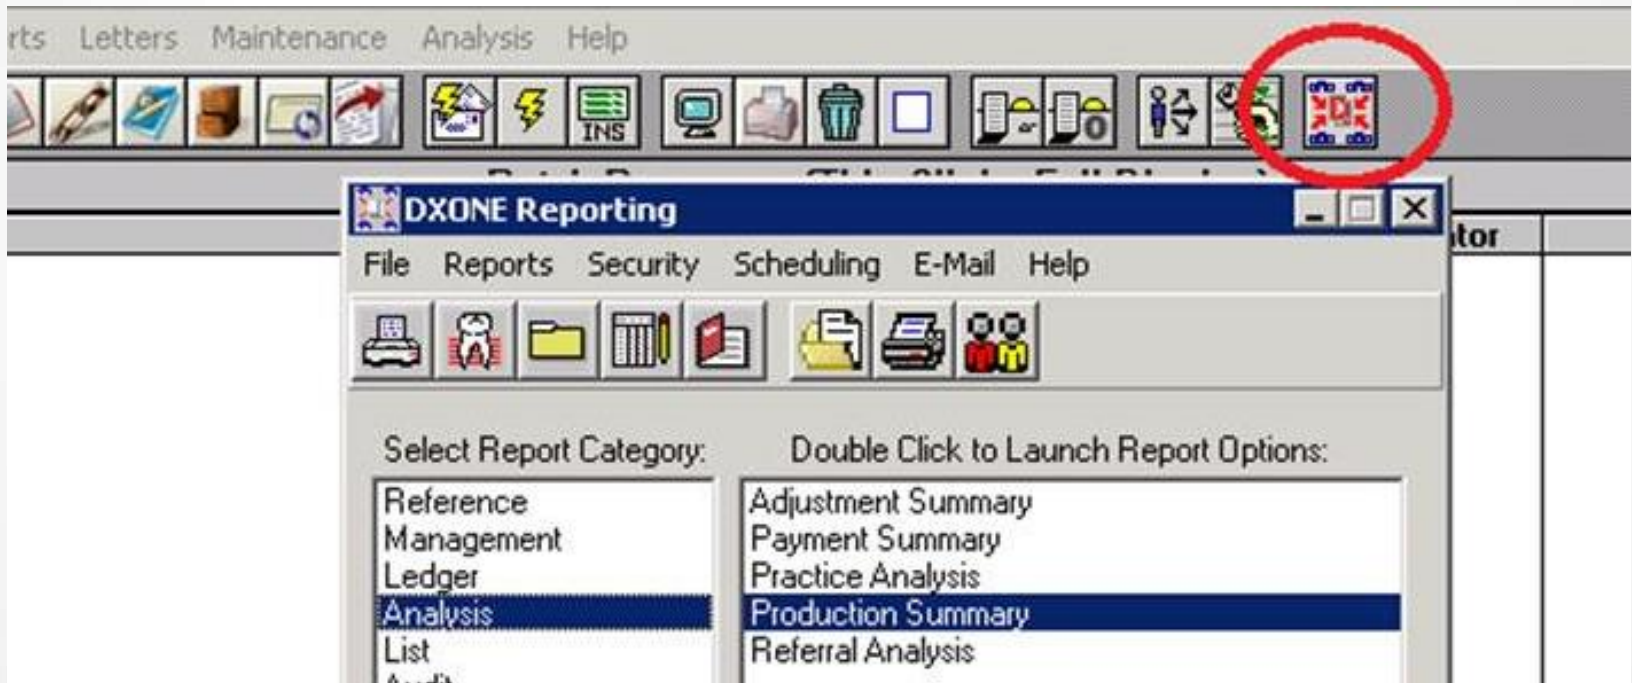 rts Letters Maintenance Analysis Help
INS
DXONE Reporting
tor
File Reports Security Scheduling E-Mail Help
Select Report Category: Double Click to Launch Report Options:
Reference Adjustment Summary
Management Payment Summary
Ledger Practice Analysis
Analysis Production Summary
List Referral Analysis
Audit